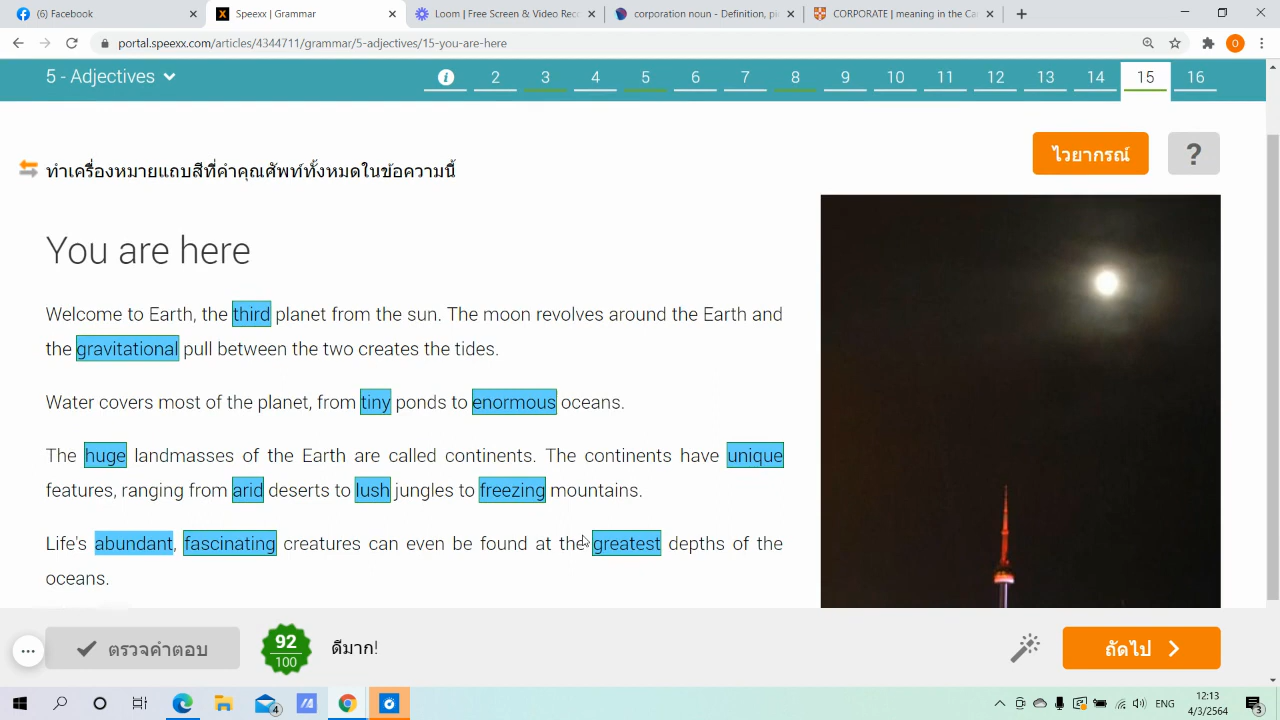 (6) Facebook
Speexx | Grammar
Loom | Free Screen & Video Rec
corporation noun - Definition, pi
CORPORATE | meaning in the Ca
portal.speexx.com/articles/4344711/grammar/5-adjectives/15-you-are-here
O
5 - Adjectives
i 2 3 4 5 6 7 8 9 10 11 12 13 14 15 16
ทำเครื่องหมายแถบสีที่คำคุณศัพท์ทั้งหมดในข้อความนี้
ไวยากรณ์
?
You are here
Welcome to Earth, the third planet from the sun. The moon revolves around the Earth and
the gravitational pull between the two creates the tides.
Water covers most of the planet, from tiny ponds to enormous oceans.
The huge landmasses of the Earth are called continents. The continents have unique
features, ranging from arid deserts to lush jungles to freezing mountains.
Life's abundant, fascinating creatures can even be found at the greatest depths of the
oceans.
ตรวจคำตอบ
92
100
ดีมาก!
ถัดไป
4
ENG
12:13
4/3/2564
3